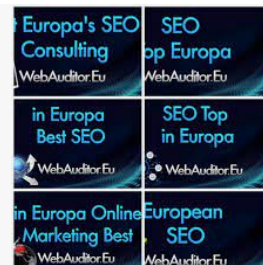 Europa's SEO
Consulting
WebAuditor.Eu
SEO
op Europa
WebAuditor.Eu
in Europa
Best SEO
WebAuditor.Eu
SEO Top
in Europa
WebAuditor.Eu
in Europa Online
Marketing Best
WebAuditor.Eu
European
SEO
WebAuditor.Eu